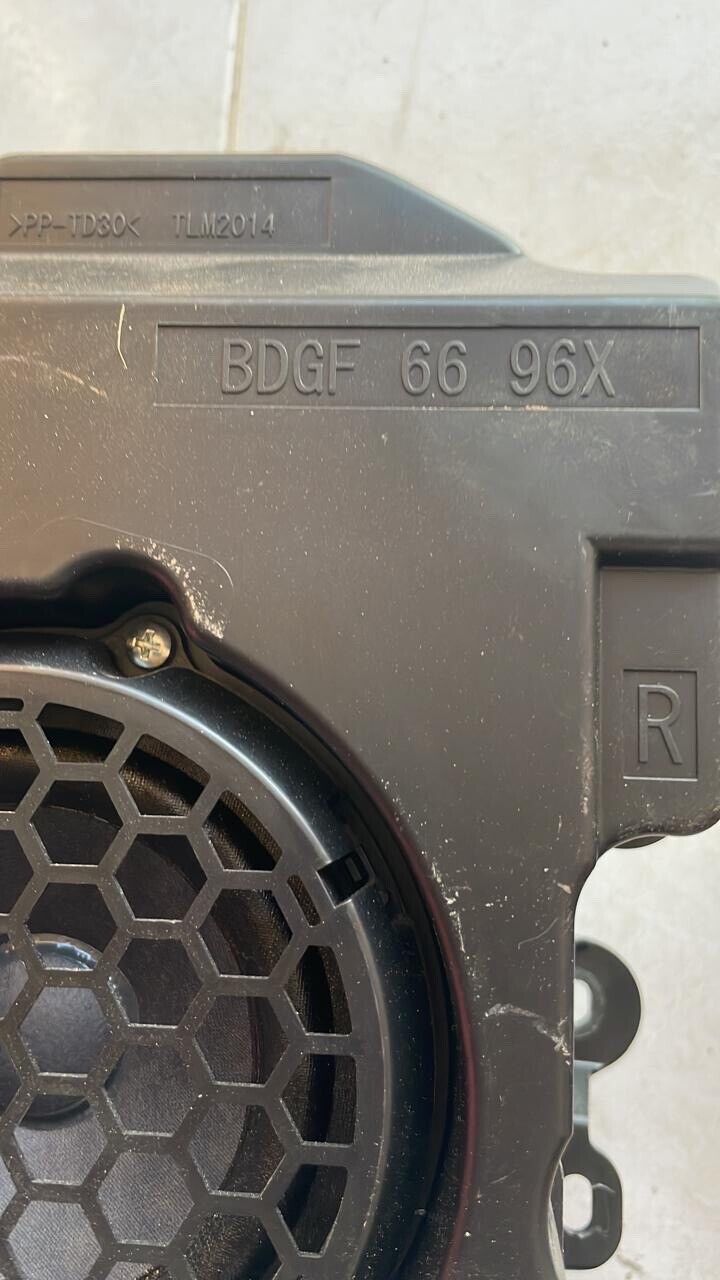 >PP-TD30< TLM2014
BDGF 66 96X
R